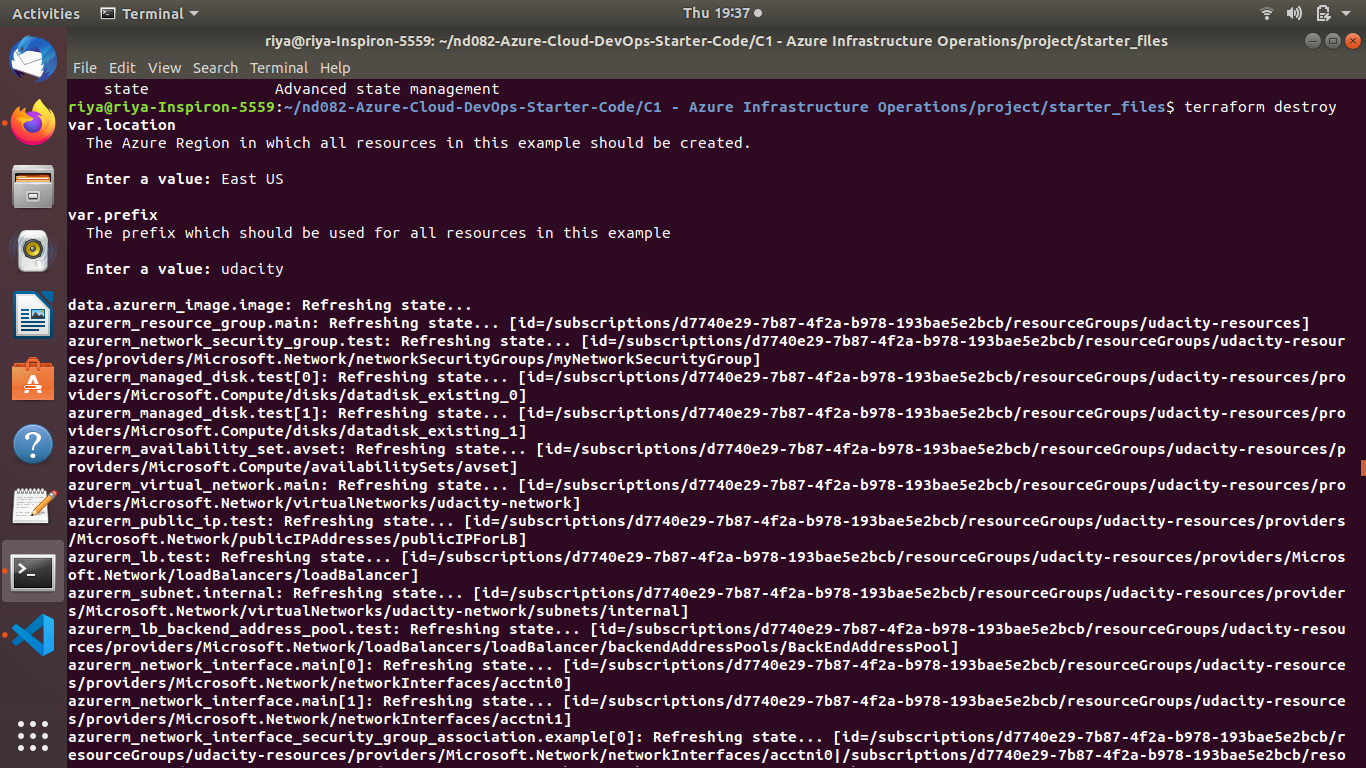 Activities Terminal Thu 19:37
riya@riya-Inspiron-5559: ~/nd082-Azure-Cloud-DevOps-Starter-Code/C1 - Azure Infrastructure Operations/project/starter_files
File Edit View Search Terminal Help
state Advanced state management
riya@riya-Inspiron-5559:~/nd082-Azure-Cloud-DevOps-Starter-Code/C1 - Azure Infrastructure Operations/project/starter_files$ terraform destroy
var.location
The Azure Region in which all resources in this example should be created.
Enter a value: East US
var.prefix
The prefix which should be used for all resources in this example
Enter a value: udacity
data.azurerm_image.image: Refreshing state...
azurerm_resource_group.main: Refreshing state... [id=/subscriptions/d7740e29-7b87-4f2a-b978-193bae5e2bcb/resourceGroups/udacity-resources]
azurerm_network_security_group.test: Refreshing state... [id=/subscriptions/d7740e29-7b87-4f2a-b978-193bae5e2bcb/resourceGroups/udacity-resour
ces/providers/Microsoft.Network/networkSecurityGroups/myNetworkSecurityGroup]
azurerm_managed_disk.test[0]: Refreshing state... [id=/subscriptions/d7740e29-7b87-4f2a-b978-193bae5e2bcb/resourceGroups/udacity-resources/pro
viders/Microsoft.Compute/disks/datadisk_existing_0]
azurerm_managed_disk.test[1]: Refreshing state... [id=/subscriptions/d7740e29-7b87-4f2a-b978-193bae5e2bcb/resourceGroups/udacity-resources/pro
viders/Microsoft.Compute/disks/datadisk_existing_1]
azurerm_availability_set.avset: Refreshing state... [id=/subscriptions/d7740e29-7b87-4f2a-b978-193bae5e2bcb/resourceGroups/udacity-resources/p
roviders/Microsoft.Compute/availabilitySets/avset]
azurerm_virtual_network.main: Refreshing state... [id=/subscriptions/d7740e29-7b87-4f2a-b978-193bae5e2bcb/resourceGroups/udacity-resources/pro
viders/Microsoft.Network/virtualNetworks/udacity-network]
azurerm_public_ip.test: Refreshing state... [id=/subscriptions/d7740e29-7b87-4f2a-b978-193bae5e2bcb/resourceGroups/udacity-resources/providers
/Microsoft.Network/publicIPAddresses/publicIPForLB]
azurerm_lb.test: Refreshing state... [id=/subscriptions/d7740e29-7b87-4f2a-b978-193bae5e2bcb/resourceGroups/udacity-resources/providers/Micros
oft.Network/loadBalancers/loadBalancer]
azurerm_subnet.internal: Refreshing state... [id=/subscriptions/d7740e29-7b87-4f2a-b978-193bae5e2bcb/resourceGroups/udacity-resources/provider
s/Microsoft.Network/virtualNetworks/udacity-network/subnets/internal]
azurerm_lb_backend_address_pool.test: Refreshing state... [id=/subscriptions/d7740e29-7b87-4f2a-b978-193bae5e2bcb/resourceGroups/udacity-resou
rces/providers/Microsoft.Network/loadBalancers/loadBalancer/backendAddressPools/BackEndAddressPool]
azurerm_network_interface.main[0]: Refreshing state... [id=/subscriptions/d7740e29-7b87-4f2a-b978-193bae5e2bcb/resourceGroups/udacity-resource
s/providers/Microsoft.Network/networkInterfaces/acctni0]
azurerm_network_interface.main[1]: Refreshing state... [id=/subscriptions/d7740e29-7b87-4f2a-b978-193bae5e2bcb/resourceGroups/udacity-resource
s/providers/Microsoft.Network/networkInterfaces/acctni1]
azurerm_network_interface_security_group_association.example[0]: Refreshing state... [id=/subscriptions/d7740e29-7b87-4f2a-b978-193bae5e2bcb/r
esourceGroups/udacity-resources/providers/Microsoft.Network/networkInterfaces/acctni0|/subscriptions/d7740e29-7b87-4f2a-b978-193bae5e2bcb/reso